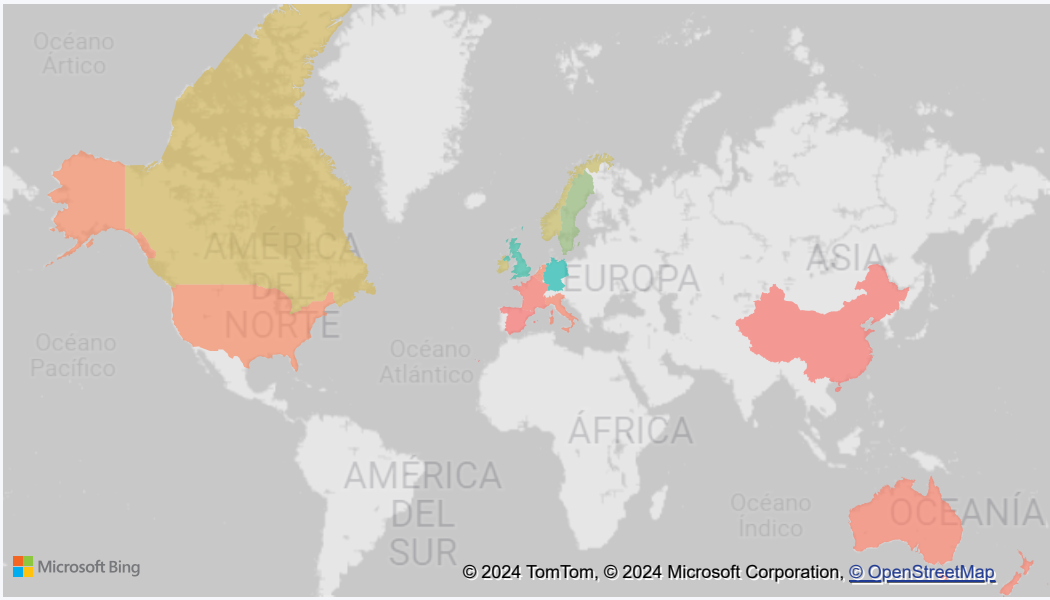 Océano
Ártico
AMÉRICA
DEL
NORTE
EUROPA
ASIA
Océano
Pacífico
Océano
Atlántico
ÁFRICA
AMÉRICA
DEL
SUR
Océano
Índico
OCEANÍA
Microsoft Bing
© 2024 TomTom, © 2024 Microsoft Corporation, © OpenStreetMap